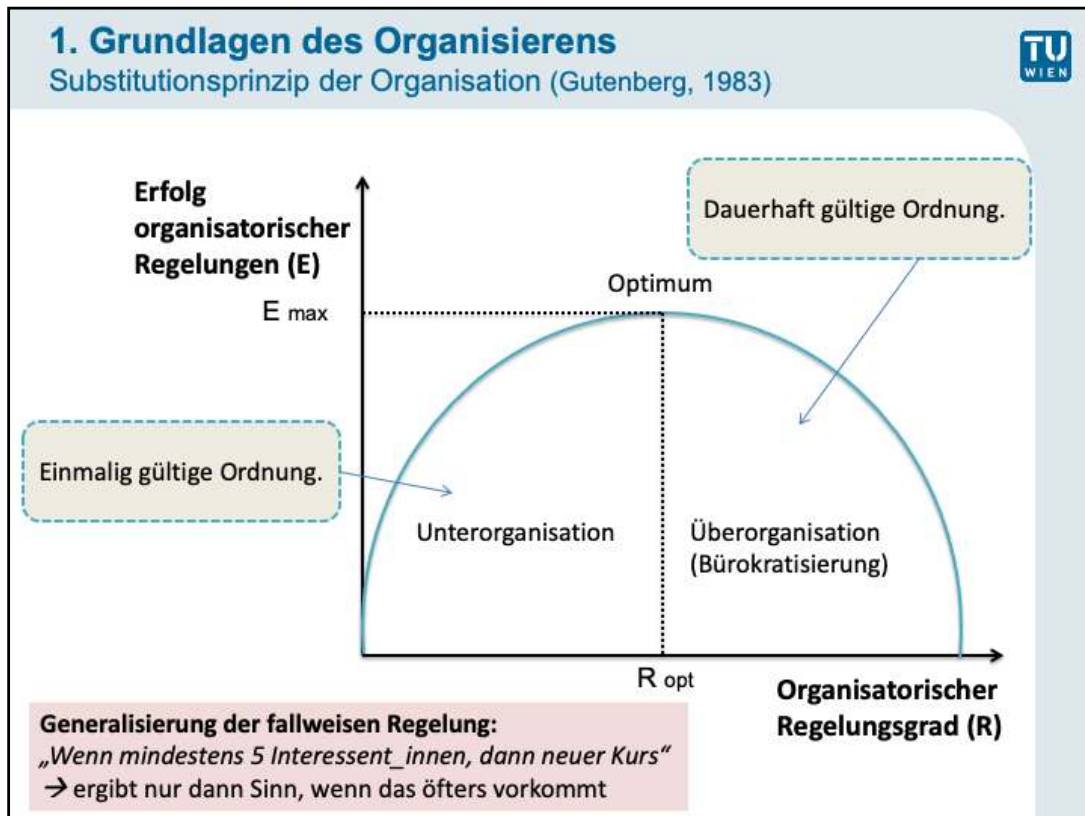 1. Grundlagen des Organisierens
Substitutionsprinzip der Organisation (Gutenberg, 1983)
TU
WIEN
Erfolg
organisatorischer
Regelungen (E)
Dauerhaft gültige Ordnung.
Optimum
E max
Einmalig gültige Ordnung.
Unterorganisation
Überorganisation
(Bürokratisierung)
R opt
Organisatorischer
Regelungsgrad (R)
Generalisierung der fallweisen Regelung:
„Wenn mindestens 5 Interessent_innen, dann neuer Kurs“
→ ergibt nur dann Sinn, wenn das öfters vorkommt